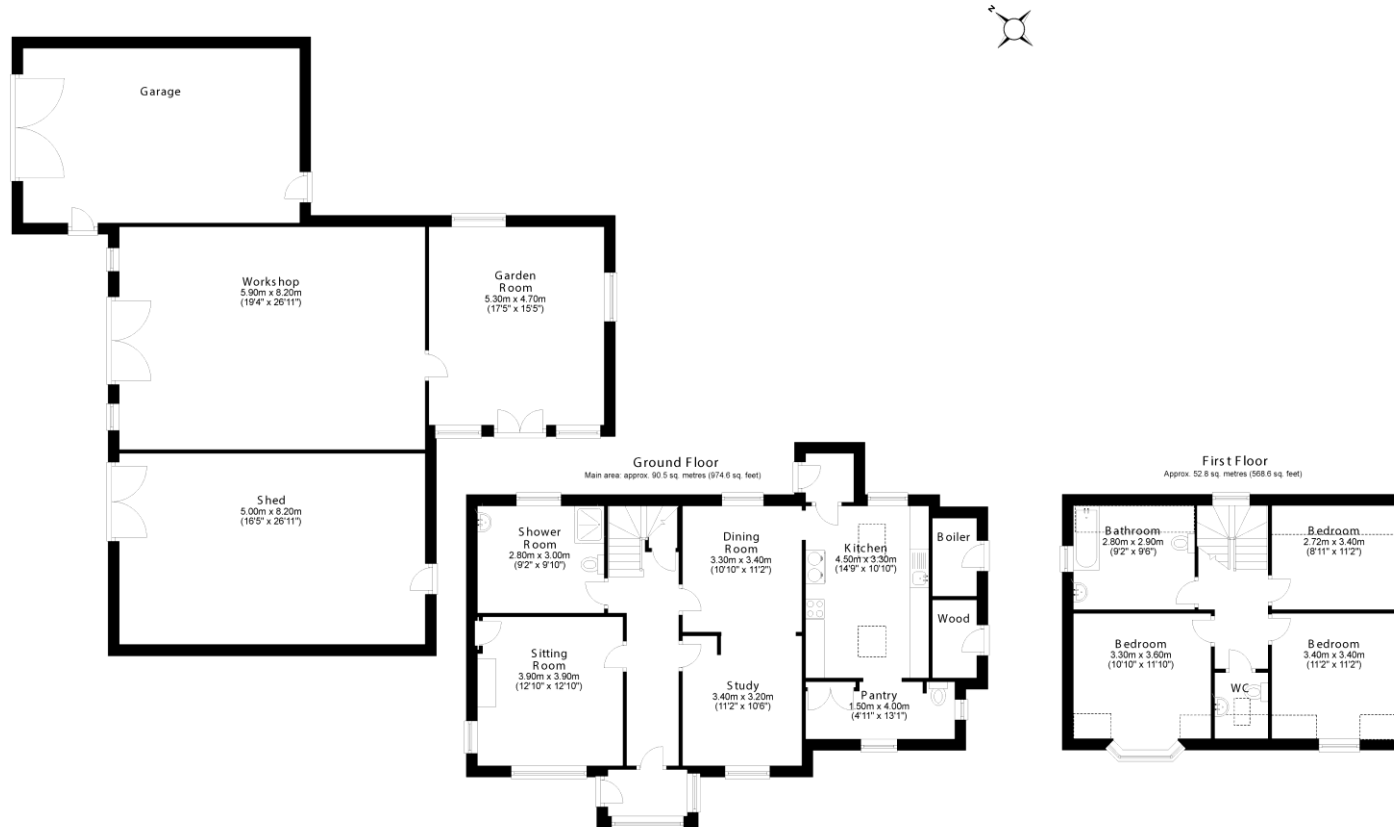 N
Garage
Workshop
5.90m x 8.20m
(19'4" x 26'11")
Garden
Room
5.30m x 4.70m
(17'5" x 15'5")
Shed
5.00m x 8.20m
(16'5" x 26'11")
Ground Floor
Main area: approx. 90.5 sq. metres (974.6 sq. feet)
Shower
Room
2.80m x 3.00m
(9'2" x 9'10")
Dining
Room
3.30m x 3.40m
(10'10" x 11'2")
Kitchen
4.50m x 3.30m
(14'9" x 10'10")
Boiler
Wood
Sitting
Room
3.90m x 3.90m
(12'10" x 12'10")
Study
3.40m x 3.20m
(11'2" x 10'6")
Pantry
1.50m x 4.00m
(4'11" x 13'1")
First Floor
Approx. 52.8 sq. metres (568.6 sq. feet)
Bathroom
2.80m x 2.90m
(9'2" x 9'6")
Bedroom
2.72m x 3.40m
(8'11" x 11'2")
Bedroom
3.30m x 3.60m
(10'10" x 11'10")
Bedroom
3.40m x 3.40m
(11'2" x 11'2")
WC